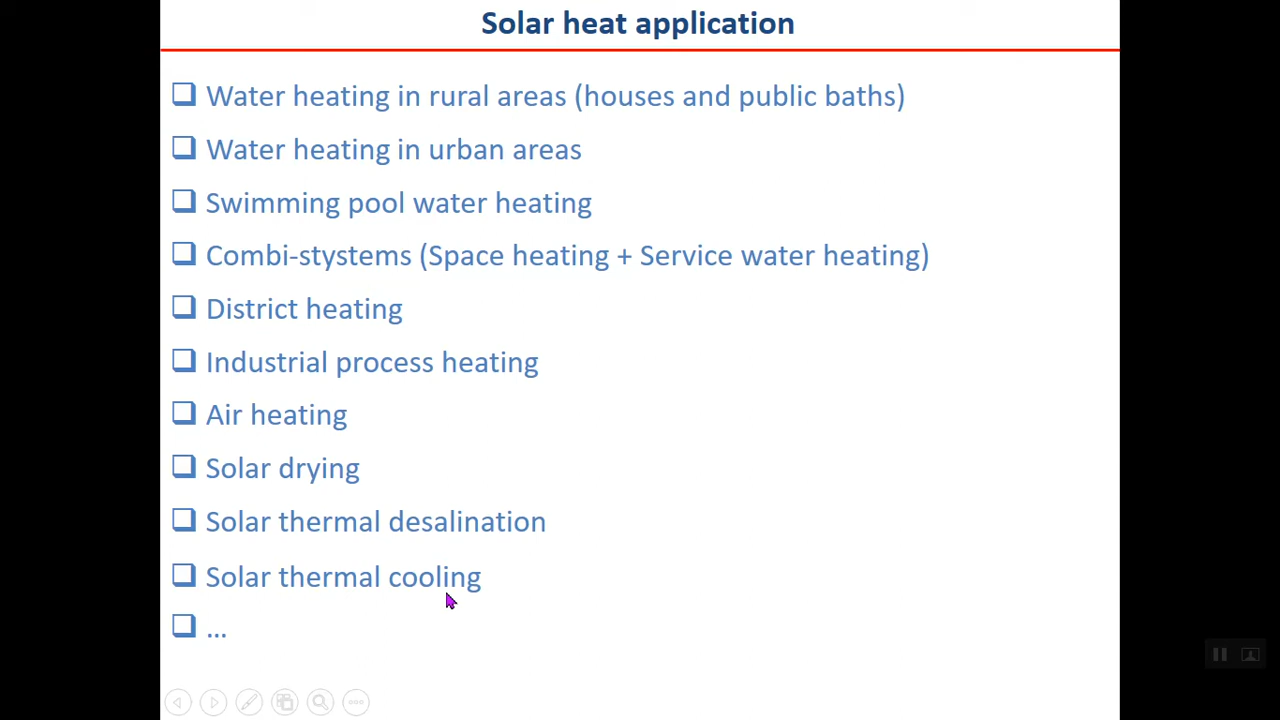 Solar heat application
Water heating in rural areas (houses and public baths)
Water heating in urban areas
Swimming pool water heating
Combi-stystems (Space heating + Service water heating)
District heating
Industrial process heating
Air heating
Solar drying
Solar thermal desalination
Solar thermal cooling
...